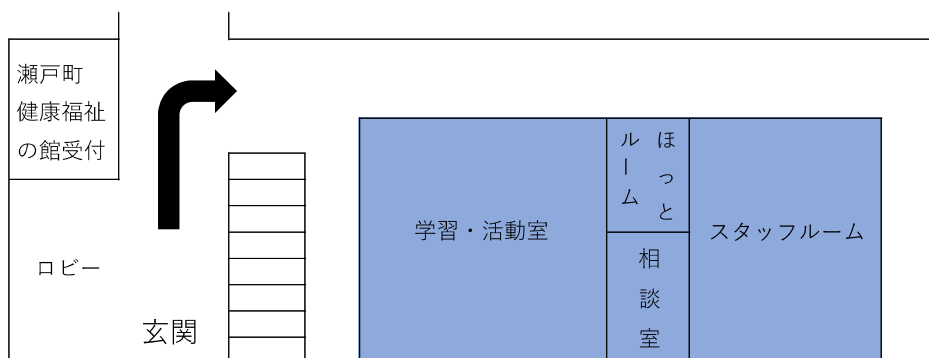 瀬戸町
健康福祉
の館受付
ロビー
玄関
学習・活動室
ほっと
ルーム
相談室
スタッフルーム